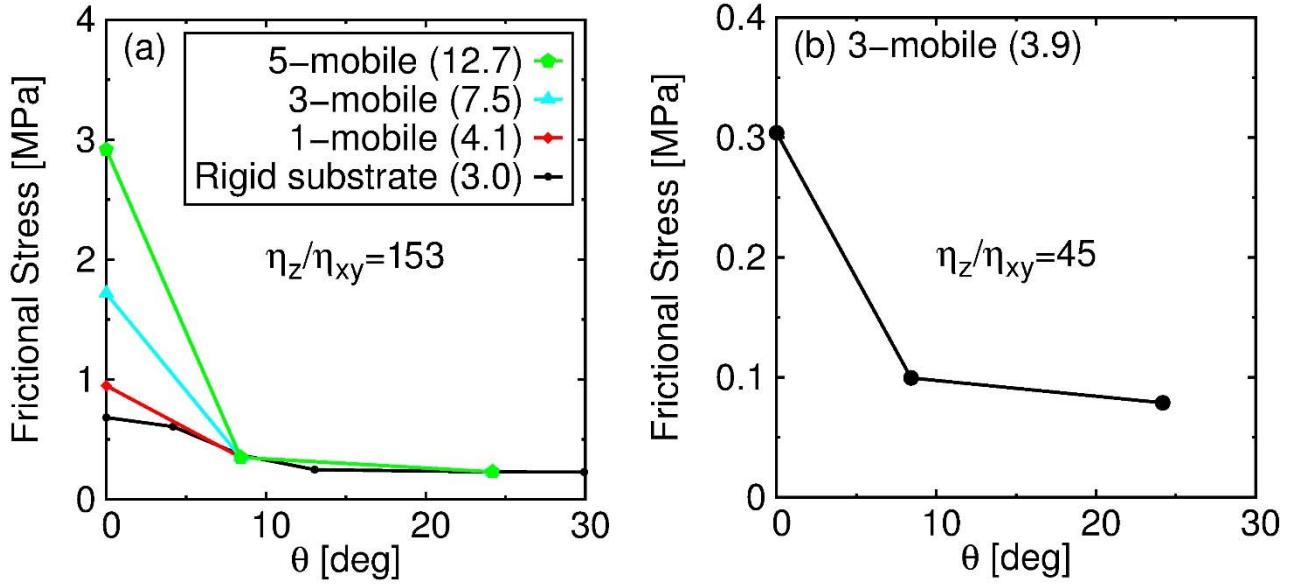 (a)
5-mobile (12.7)
3-mobile (7.5)
1-mobile (4.1)
Rigid substrate (3.0)
ηz/ηxy=153
Frictional Stress [MPa]
4
3
2
1
0
0 10 20 30
θ [deg]
(b) 3-mobile (3.9)
ηz/ηxy=45
Frictional Stress [MPa]
0.4
0.3
0.2
0.1
0
0 10 20 30
θ [deg]